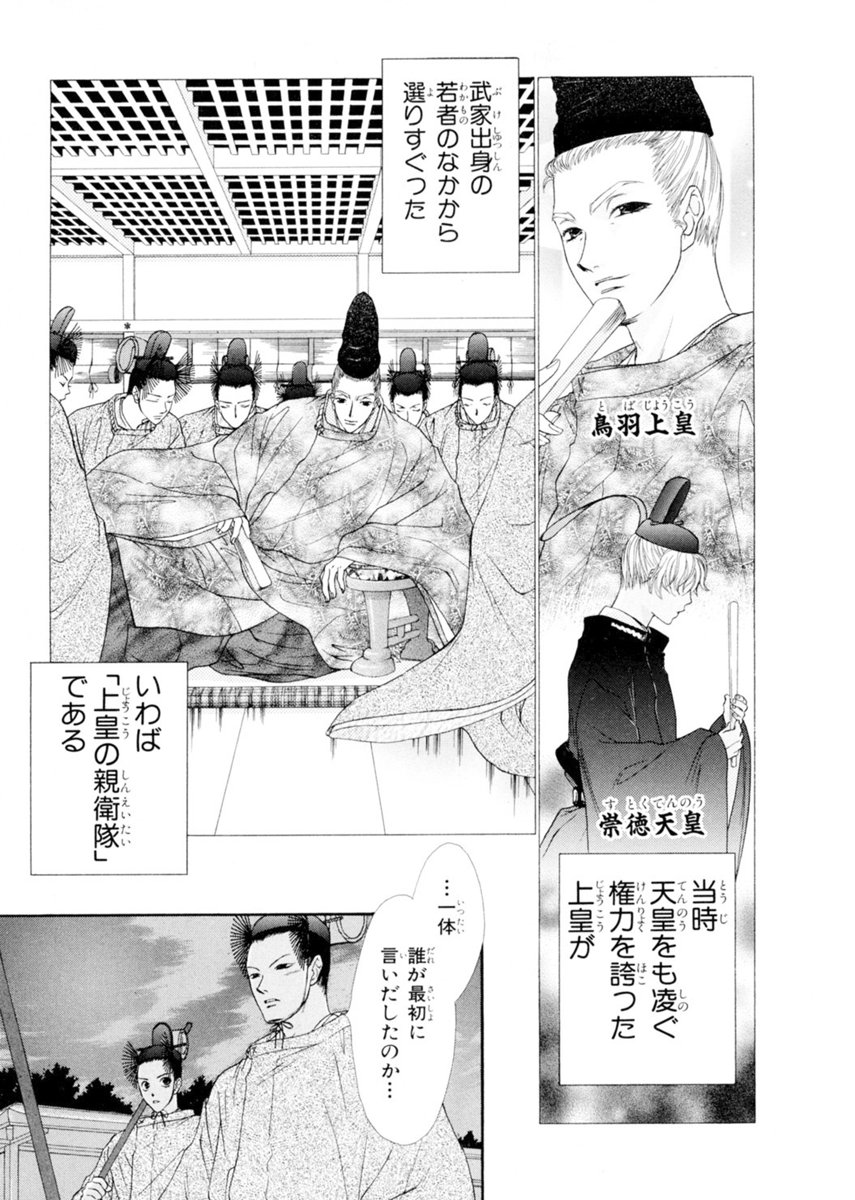 鳥羽上皇
崇徳天皇
当時
天皇をも凌ぐ
権力を誇った
上皇が
武家出身の
若者のなかから
選りすぐった
いわば
「上皇の親衛隊」
である
…一体
誰が最初に
言いだしたのか…